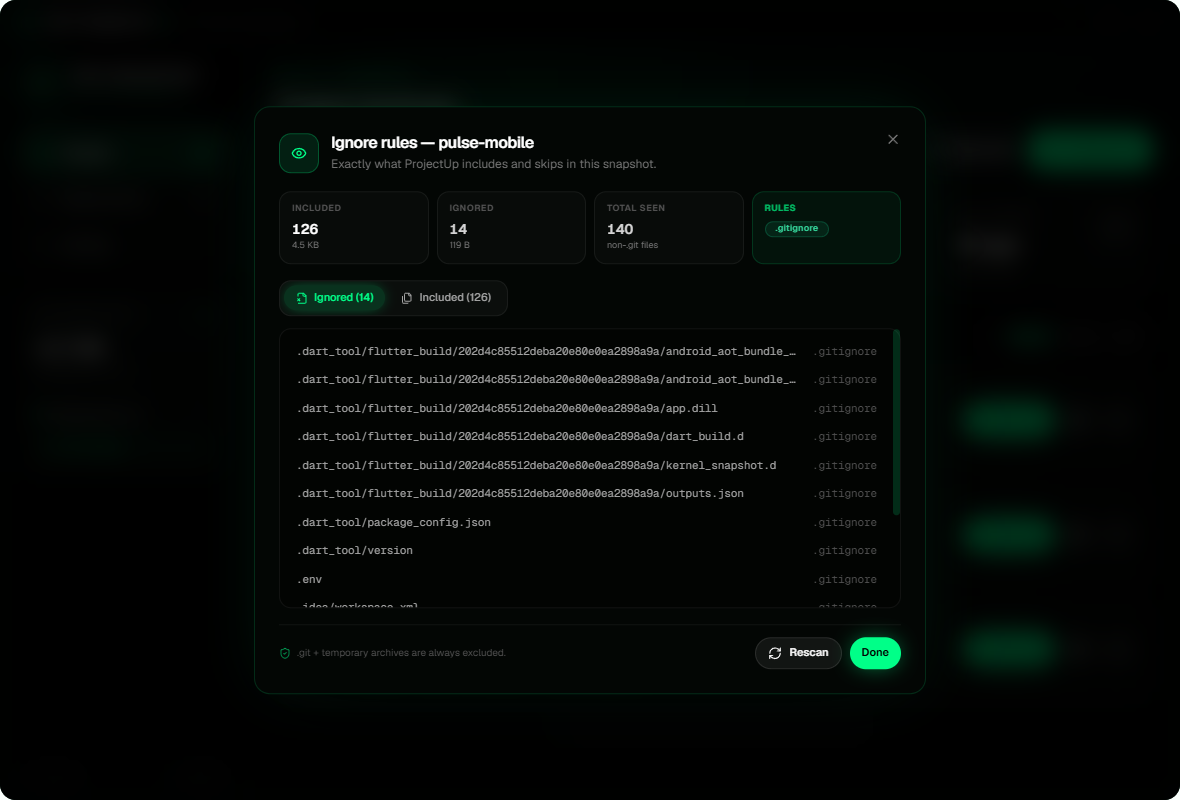 Ignore rules — pulse-mobile
Exactly what ProjectUp includes and skips in this snapshot.
INCLUDED
126
4.5 KB
IGNORED
14
119 B
TOTAL SEEN
140
non-.git files
RULES
.gitignore
Ignored (14)
Included (126)
.dart_tool/flutter_build/202d4c85512deba20e80e0ea2898a9a/android_aot_bundle_… .gitignore
.dart_tool/flutter_build/202d4c85512deba20e80e0ea2898a9a/android_aot_bundle_… .gitignore
.dart_tool/flutter_build/202d4c85512deba20e80e0ea2898a9a/app.dill .gitignore
.dart_tool/flutter_build/202d4c85512deba20e80e0ea2898a9a/dart_build.d .gitignore
.dart_tool/flutter_build/202d4c85512deba20e80e0ea2898a9a/kernel_snapshot.d .gitignore
.dart_tool/flutter_build/202d4c85512deba20e80e0ea2898a9a/outputs.json .gitignore
.dart_tool/package_config.json .gitignore
.dart_tool/version .gitignore
.env .gitignore
.idea/workspace.xml .gitignore
.git + temporary archives are always excluded.
Rescan
Done